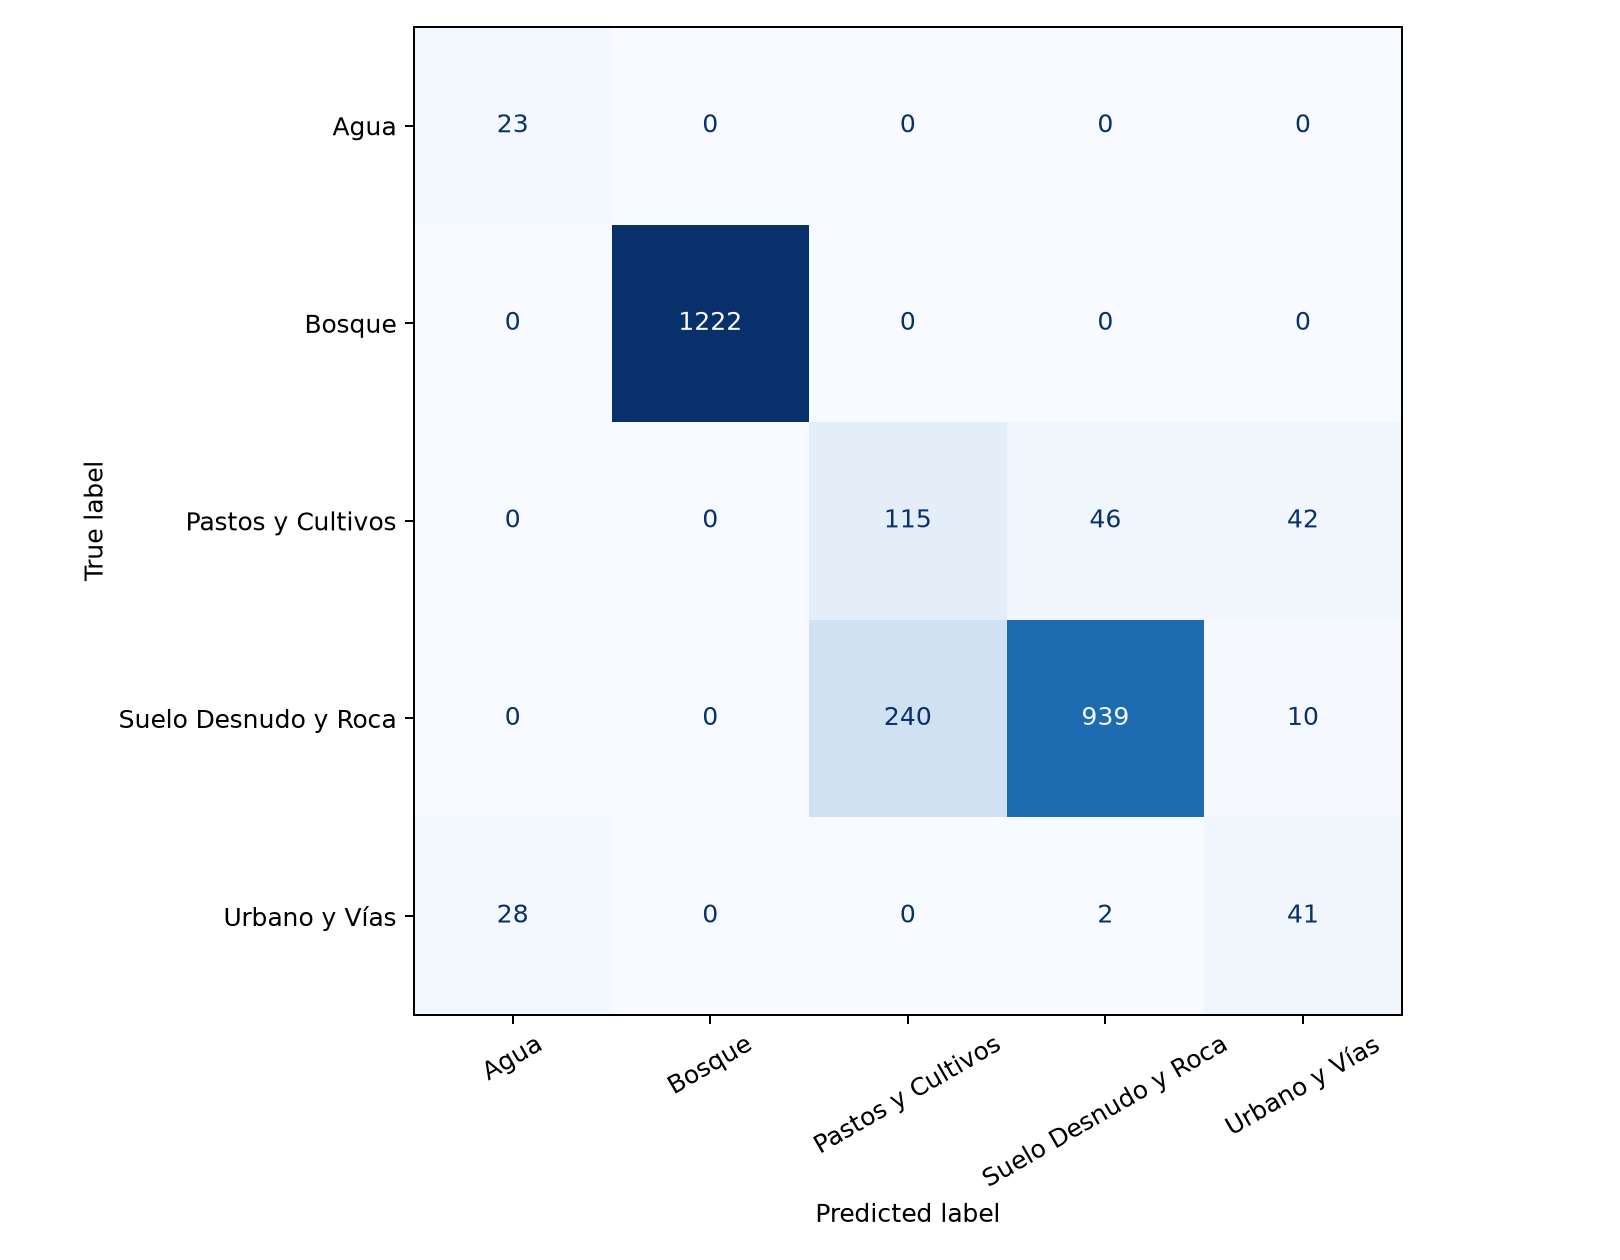 Agua 23 0 0 0 0
Bosque 0 1222 0 0 0
Pastos y Cultivos 0 0 115 46 42
Suelo Desnudo y Roca 0 0 240 939 10
Urbano y Vías 28 0 0 2 41
True label
Agua Bosque Pastos y Cultivos Suelo Desnudo y Roca Urbano y Vías
Predicted label